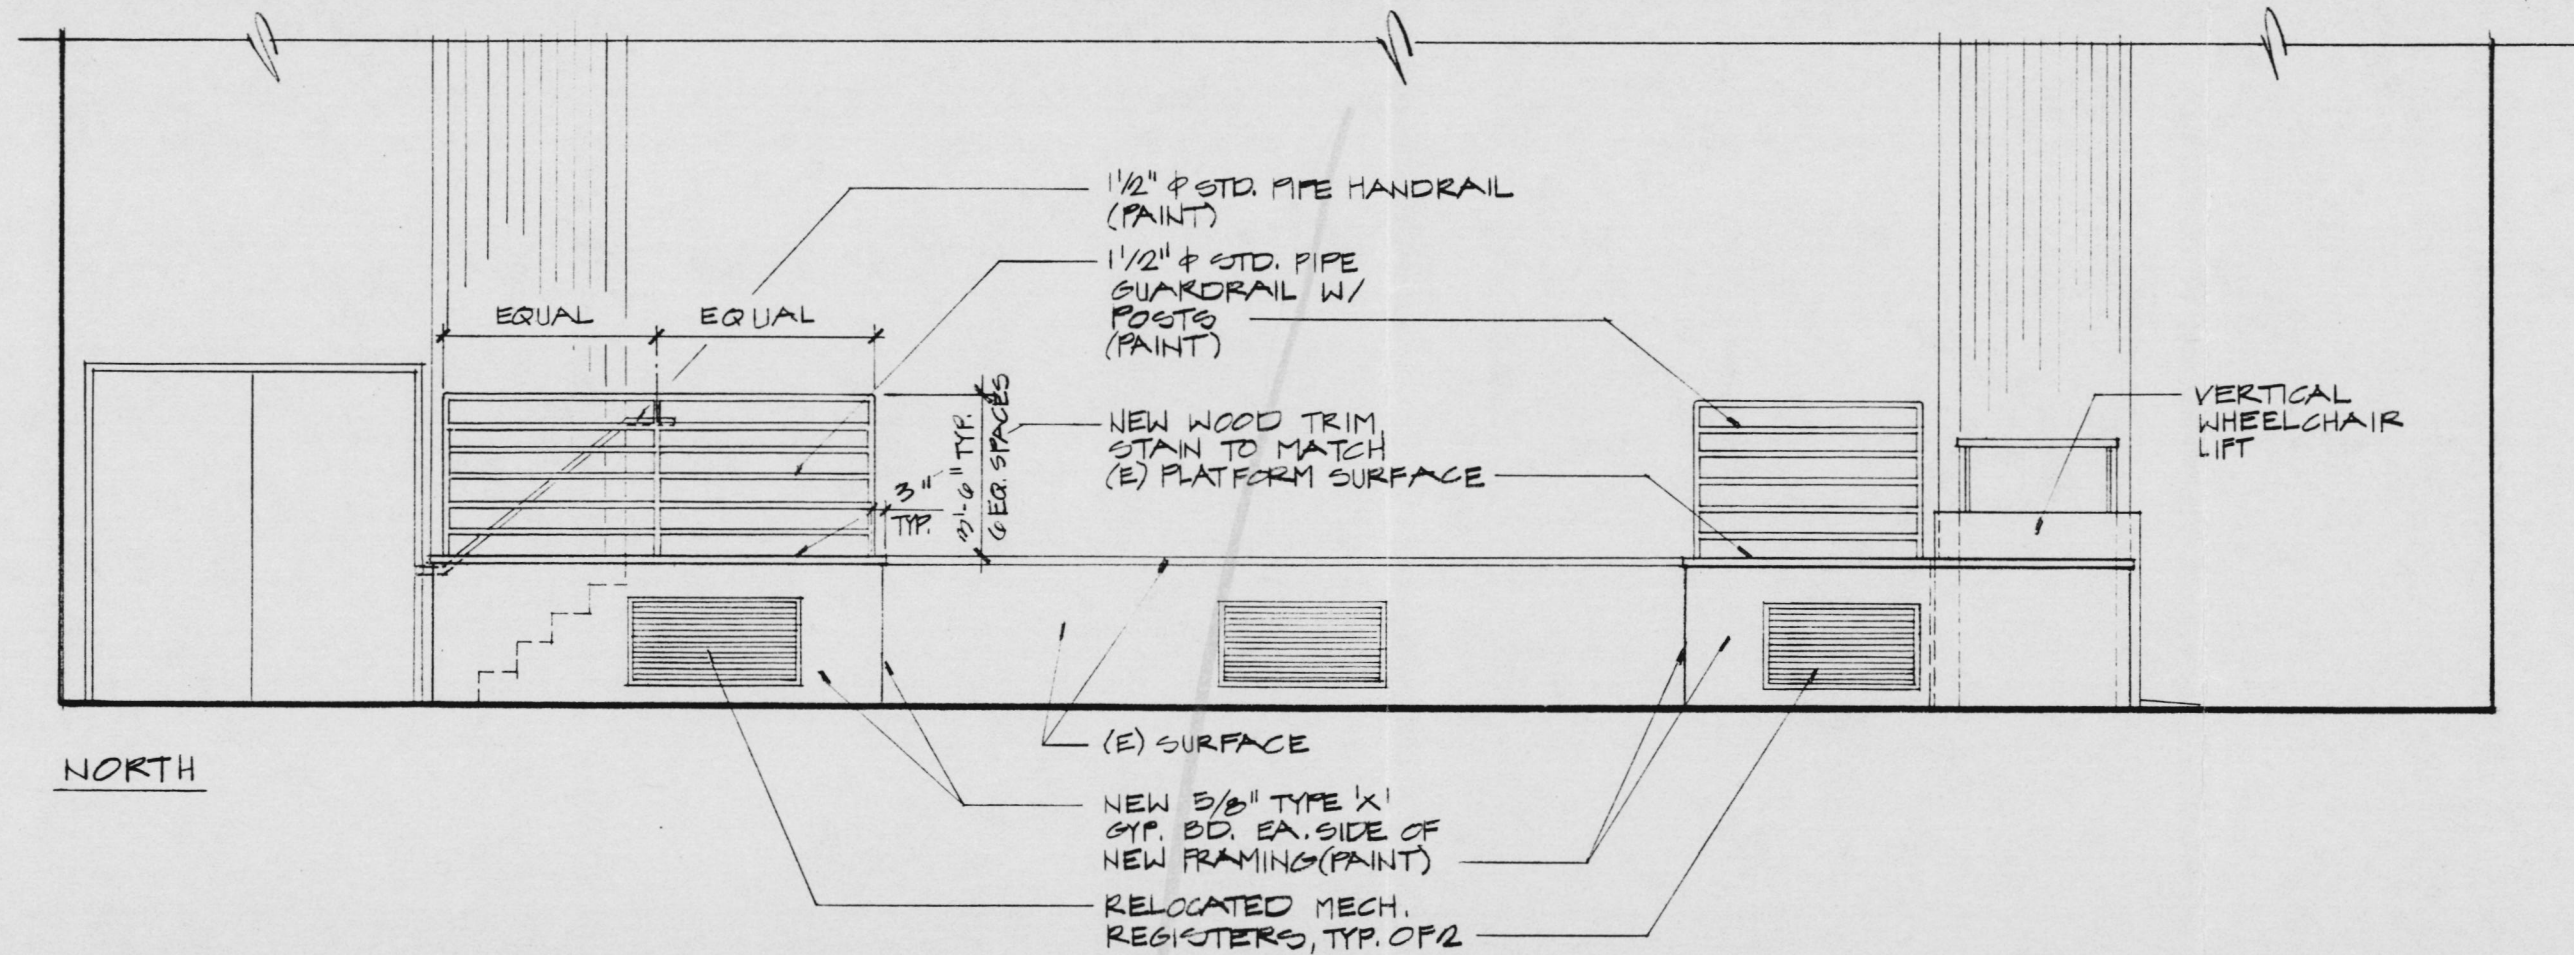 1 1/2" φ STD. PIPE HANDRAIL
(PAINT)
1 1/2" φ STD. PIPE
GUARDRAIL W/
POSTS
(PAINT)
EQUAL
EQUAL
NEW WOOD TRIM,
STAIN TO MATCH
(E) PLATFORM SURFACE
3"
TYP.
3'-6" TYP.
6 EQ. SPACES
VERTICAL
WHEELCHAIR
LIFT
(E) SURFACE
NORTH
NEW 5/8" TYPE 'X'
GYP. BD. EA. SIDE OF
NEW FRAMING (PAINT)
RELOCATED MECH.
REGISTERS, TYP. OF 2